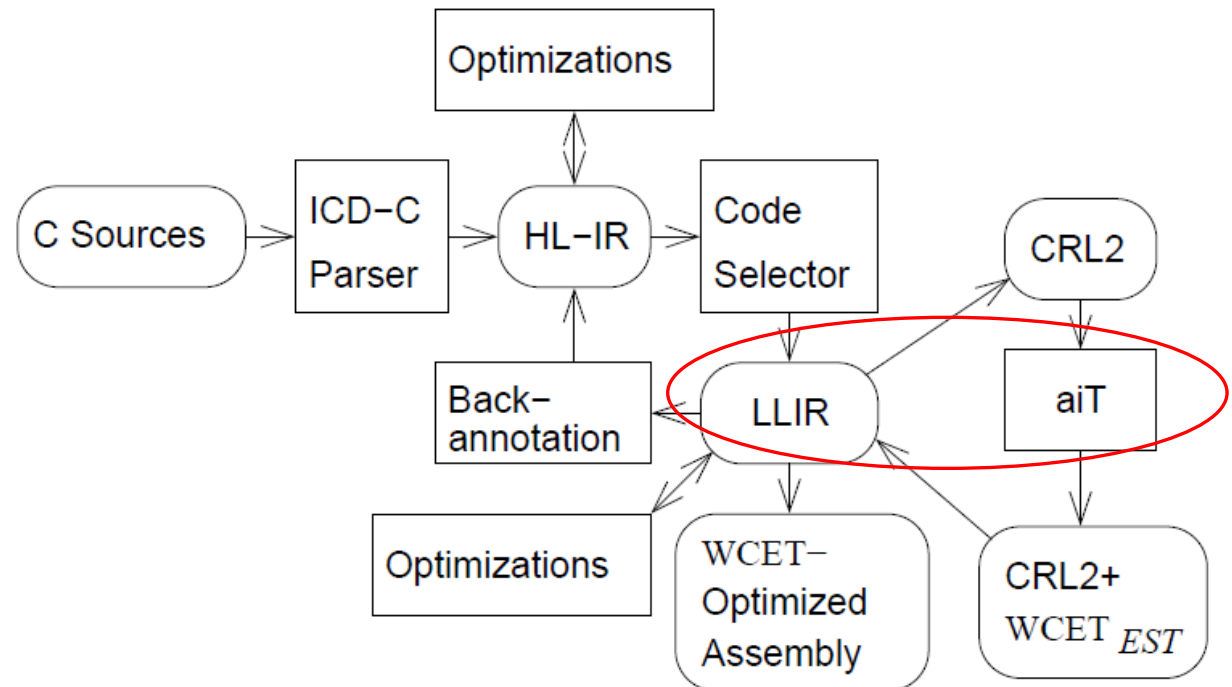 Optimizations
C Sources
ICD−C
Parser
HL−IR
Code
Selector
CRL2
Back−
annotation
LLIR
aiT
Optimizations
WCET−
Optimized
Assembly
CRL2+
WCET EST